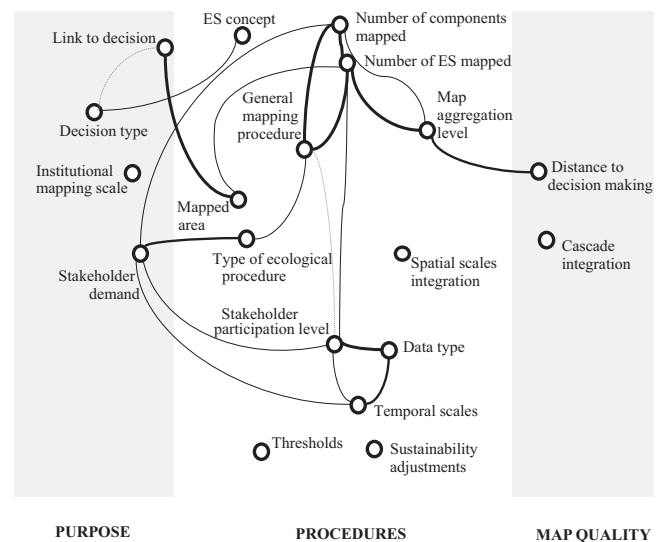 Link to decision
ES concept
Number of components
mapped
Number of ES mapped
General
mapping
procedure
Map
aggregation
level
Decision type
Institutional
mapping scale
Mapped
area
Distance to
decision making
Stakeholder
demand
Type of ecological
procedure
Spatial scales
integration
Cascade
integration
Stakeholder
participation level
Data type
Temporal scales
Thresholds
Sustainability
adjustments
PURPOSE
PROCEDURES
MAP QUALITY